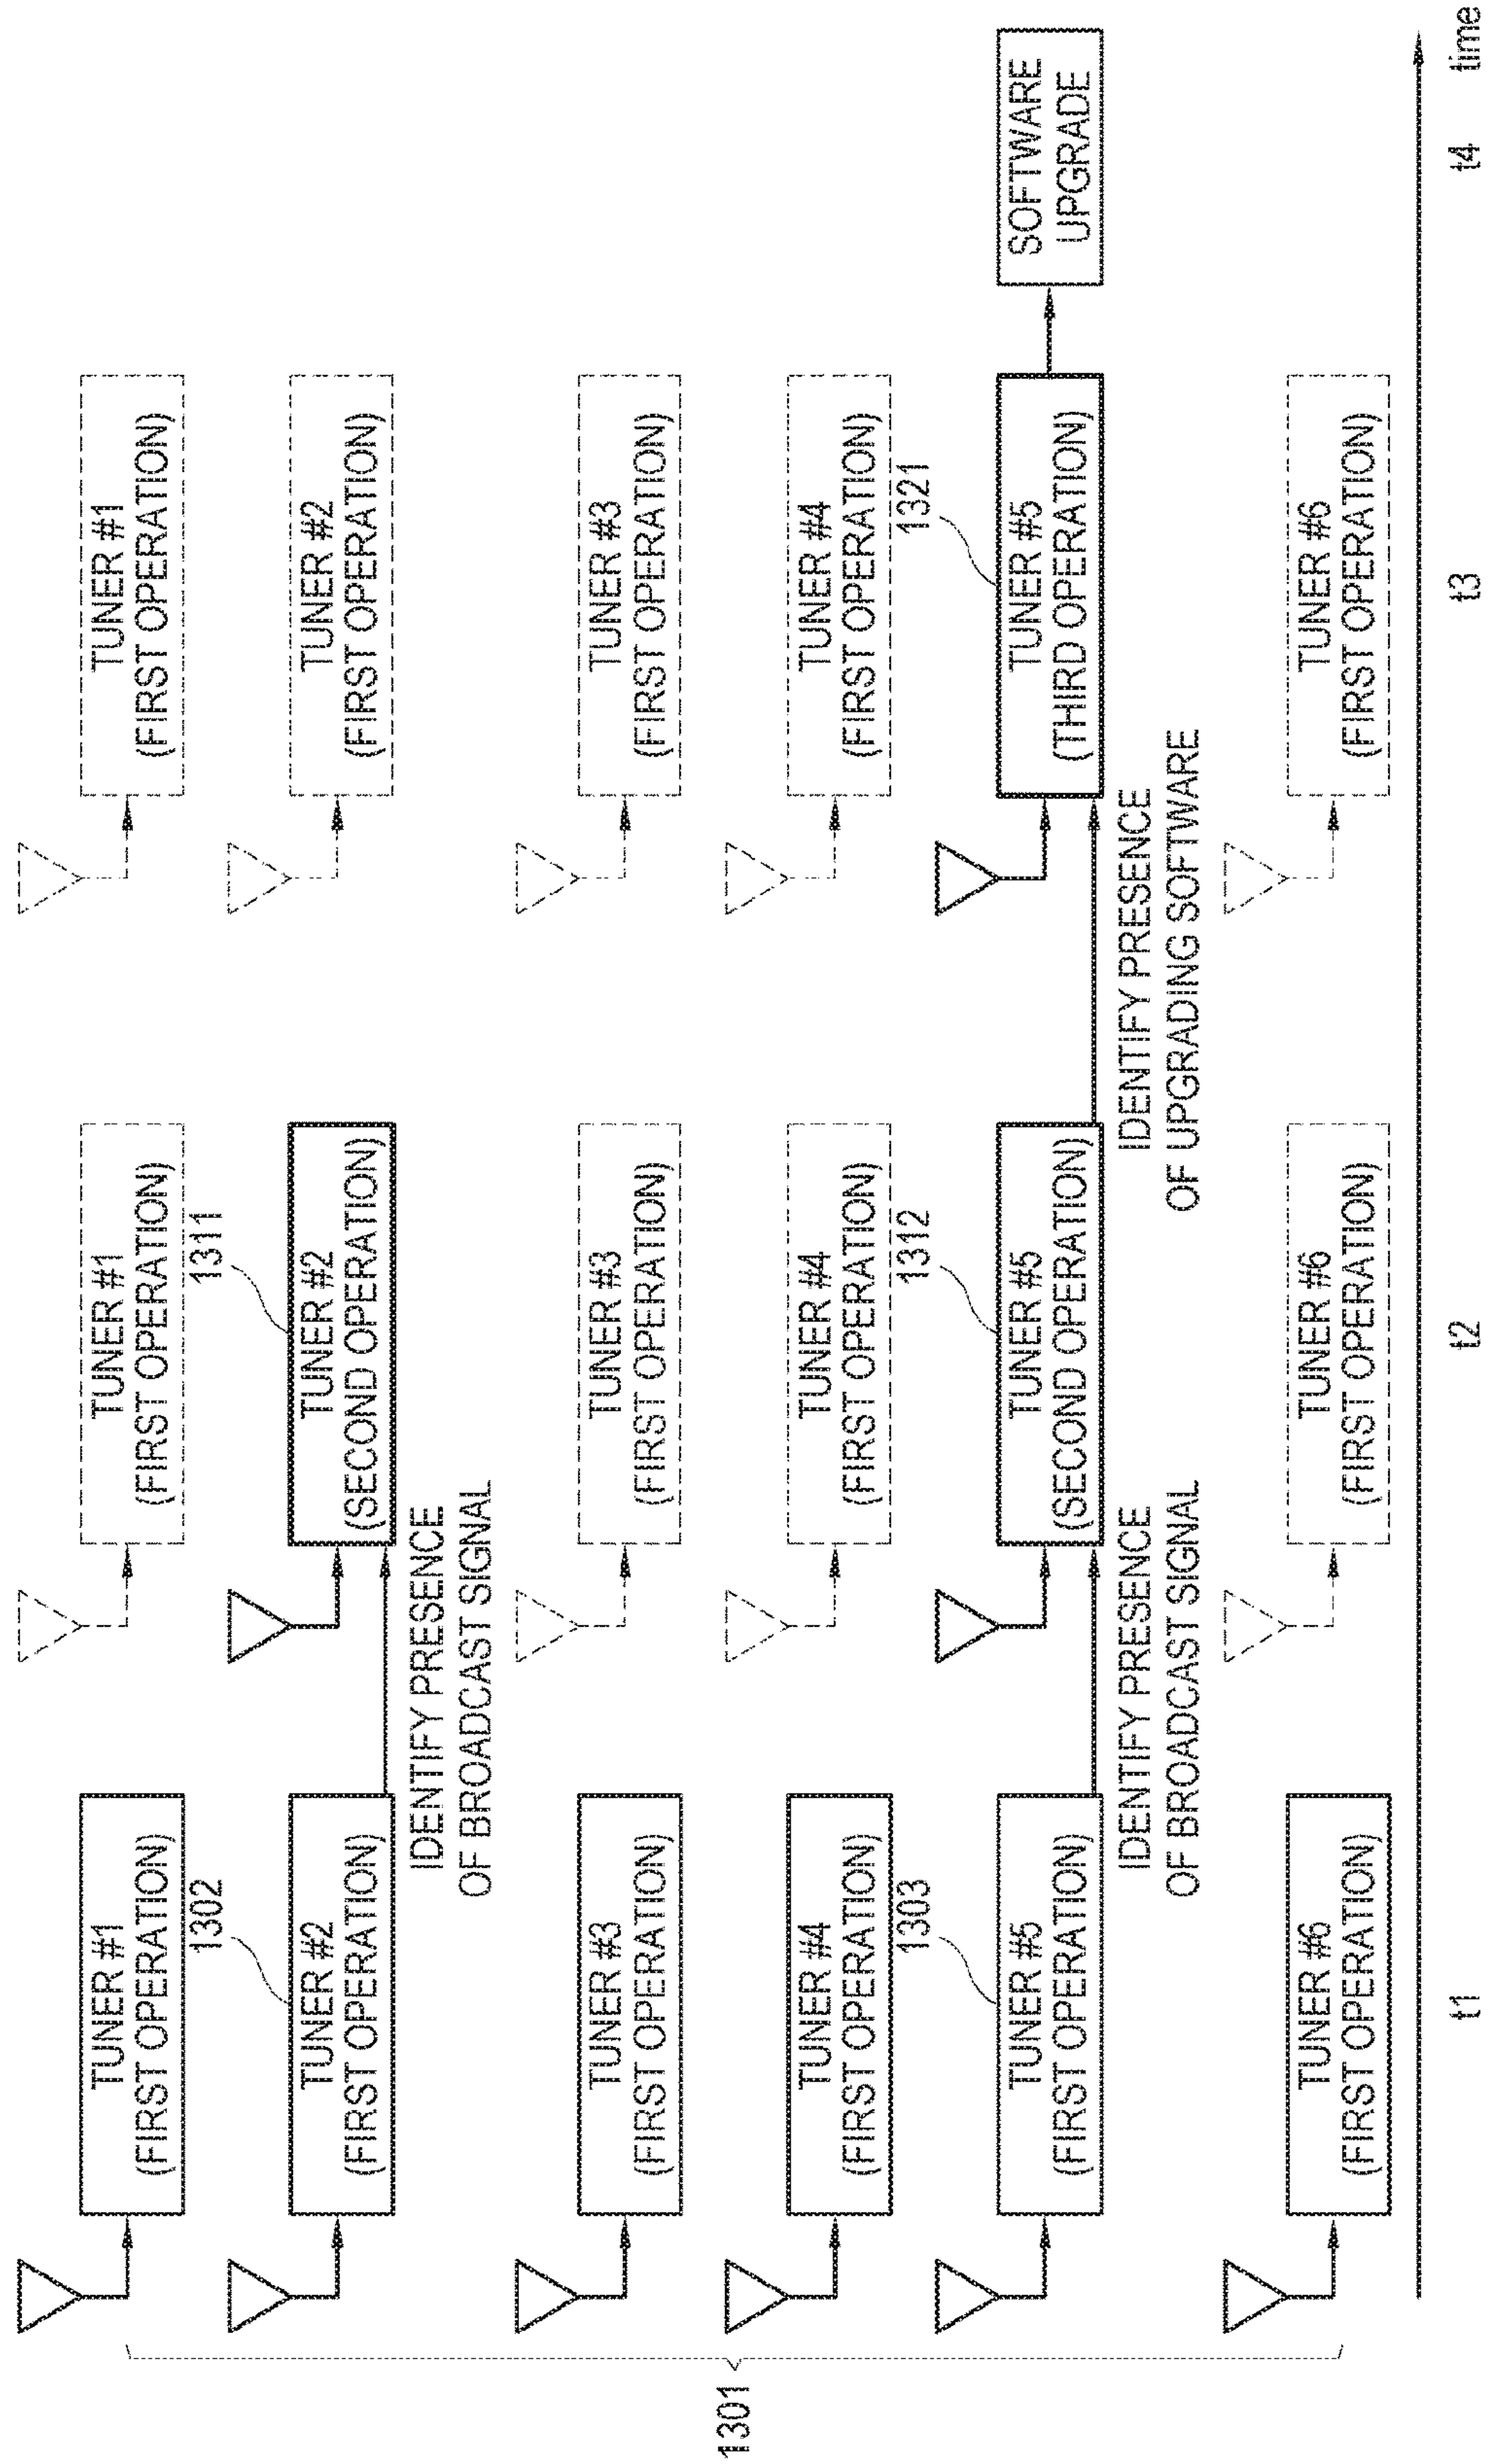 1301
TUNER #1
(FIRST OPERATION)
1302
TUNER #2
(FIRST OPERATION)
IDENTIFY PRESENCE
OF BROADCAST SIGNAL
TUNER #3
(FIRST OPERATION)
TUNER #4
(FIRST OPERATION)
1303
TUNER #5
(FIRST OPERATION)
IDENTIFY PRESENCE
OF BROADCAST SIGNAL
TUNER #6
(FIRST OPERATION)
t1
TUNER #1
(FIRST OPERATION)
1311
TUNER #2
(SECOND OPERATION)
TUNER #3
(FIRST OPERATION)
TUNER #4
(FIRST OPERATION)
1312
TUNER #5
(SECOND OPERATION)
IDENTIFY PRESENCE
OF UPGRADING SOFTWARE
TUNER #6
(FIRST OPERATION)
t2
TUNER #1
(FIRST OPERATION)
TUNER #2
(FIRST OPERATION)
TUNER #3
(FIRST OPERATION)
TUNER #4
(FIRST OPERATION)
1321
TUNER #5
(THIRD OPERATION)
TUNER #6
(FIRST OPERATION)
t3
SOFTWARE
UPGRADE
t4
time